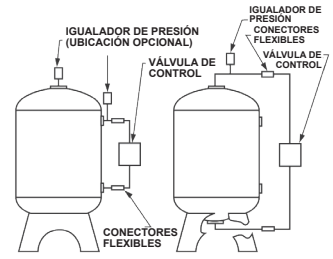 IGUALADOR DE PRESIÓN
(UBICACIÓN OPCIONAL)
VÁLVULA DE
CONTROL
CONECTORES
FLEXIBLES
IGUALADOR DE
PRESIÓN
CONECTORES
FLEXIBLES
VÁLVULA DE
CONTROL